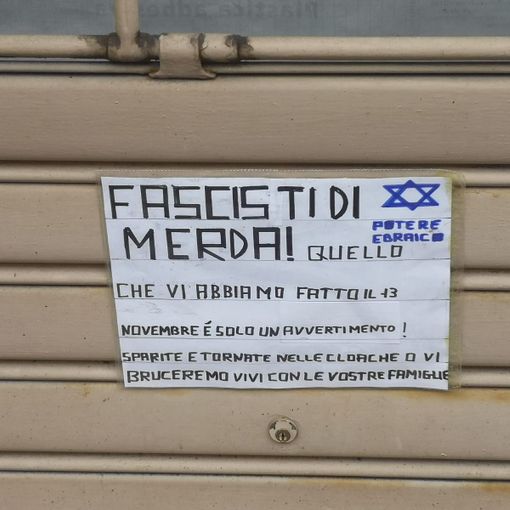 FASCISTI DI
MERDA! QUELLO
POTERE
EBRAICO
CHE VI ABBIAMO FATTO IL 13
NOVEMBRE É SOLO UN AVVERTIMENTO!
SPARITE E TORNATE NELLE CLOACHE O VI
BRUCEREMO VIVI CON LE VOSTRE FAMIGLIE